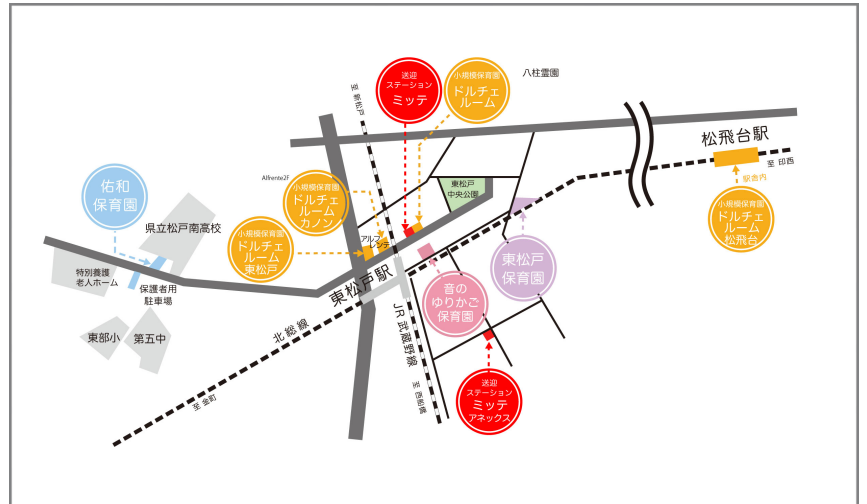 送迎
ステーション
ミッテ
小規模保育園
ドルチェ
ルーム
八柱霊園
至 新松戸
松飛台駅
至 印西
駅舎内
小規模保育園
ドルチェ
ルーム
松飛台
東松戸
中央公園
Alfrente2F
小規模保育園
ドルチェ
ルーム
カノン
佑和
保育園
県立松戸南高校
小規模保育園
ドルチェ
ルーム
東松戸
アルフ
レンテ
東松戸駅
東松戸
保育園
音の
ゆりかご
保育園
特別養護
老人ホーム
保護者用
駐車場
東部小
第五中
北総線
至 金町
JR武蔵野線
至 西船橋
送迎
ステーション
ミッテ
アネックス